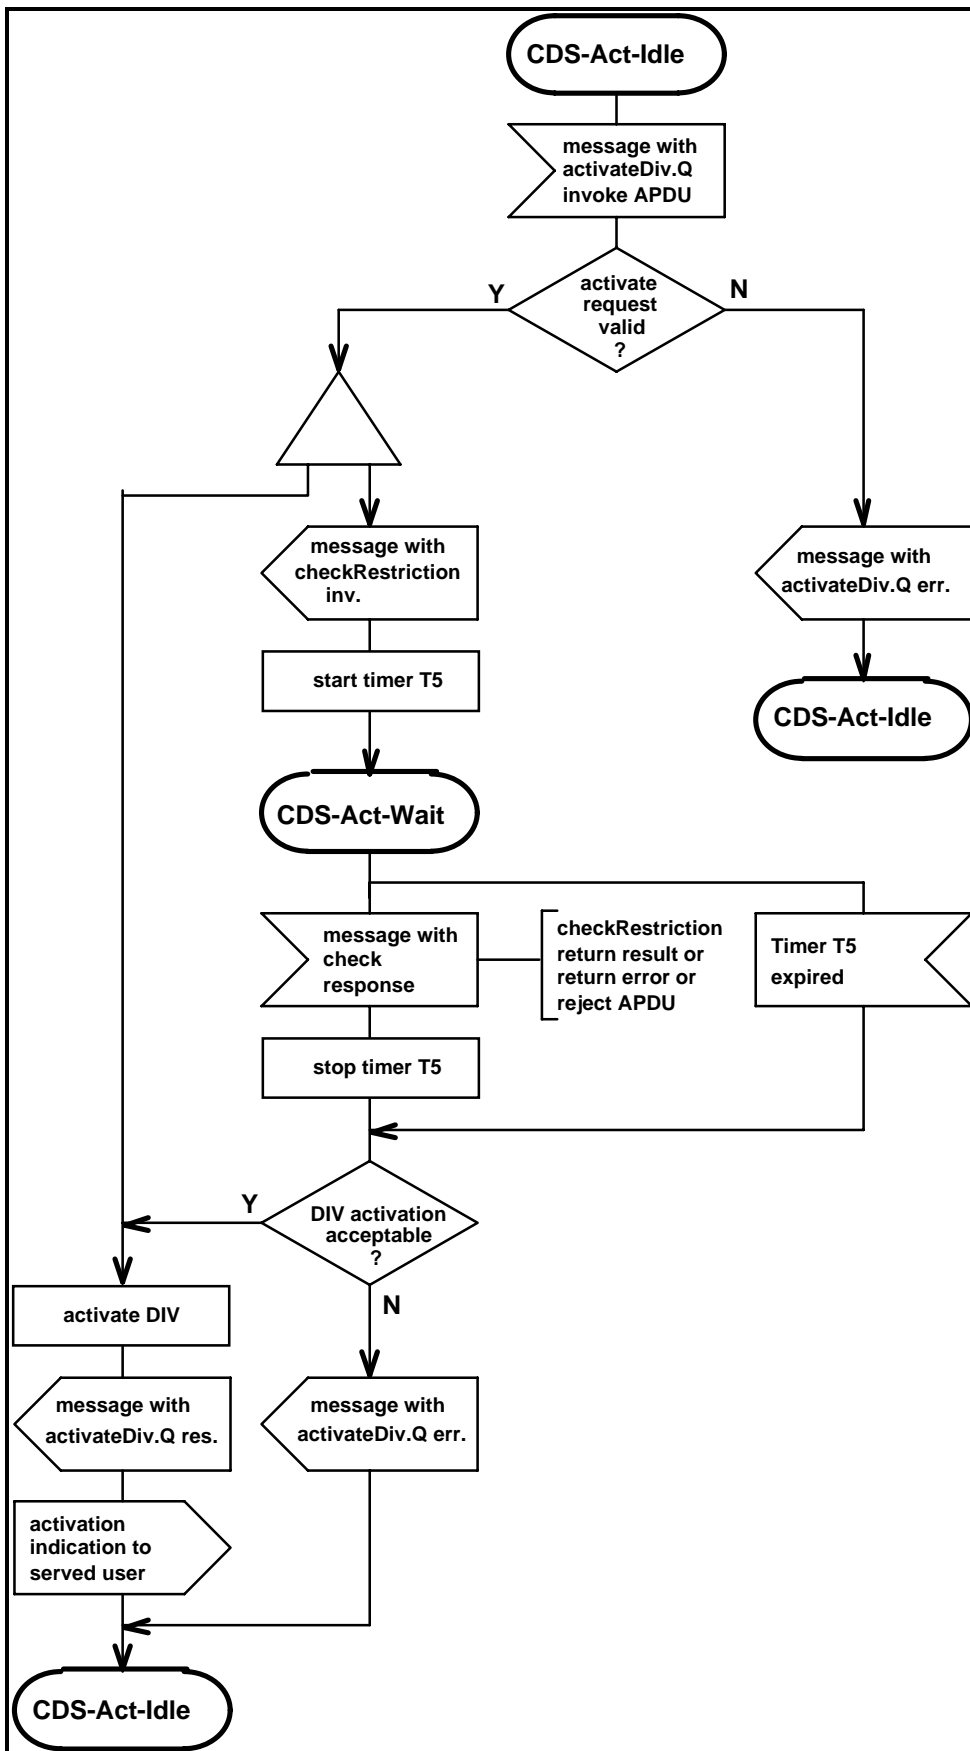 CDS-Act-Idle
message with
activateDiv.Q
invoke APDU
activate
request
valid
?
Y
N
message with
checkRestriction
inv.
message with
activateDiv.Q err.
start timer T5
CDS-Act-Idle
CDS-Act-Wait
message with
check
response
checkRestriction
return result or
return error or
reject APDU
Timer T5
expired
stop timer T5
Y
DIV activation
acceptable
?
N
activate DIV
message with
activateDiv.Q res.
message with
activateDiv.Q err.
activation
indication to
served user
CDS-Act-Idle